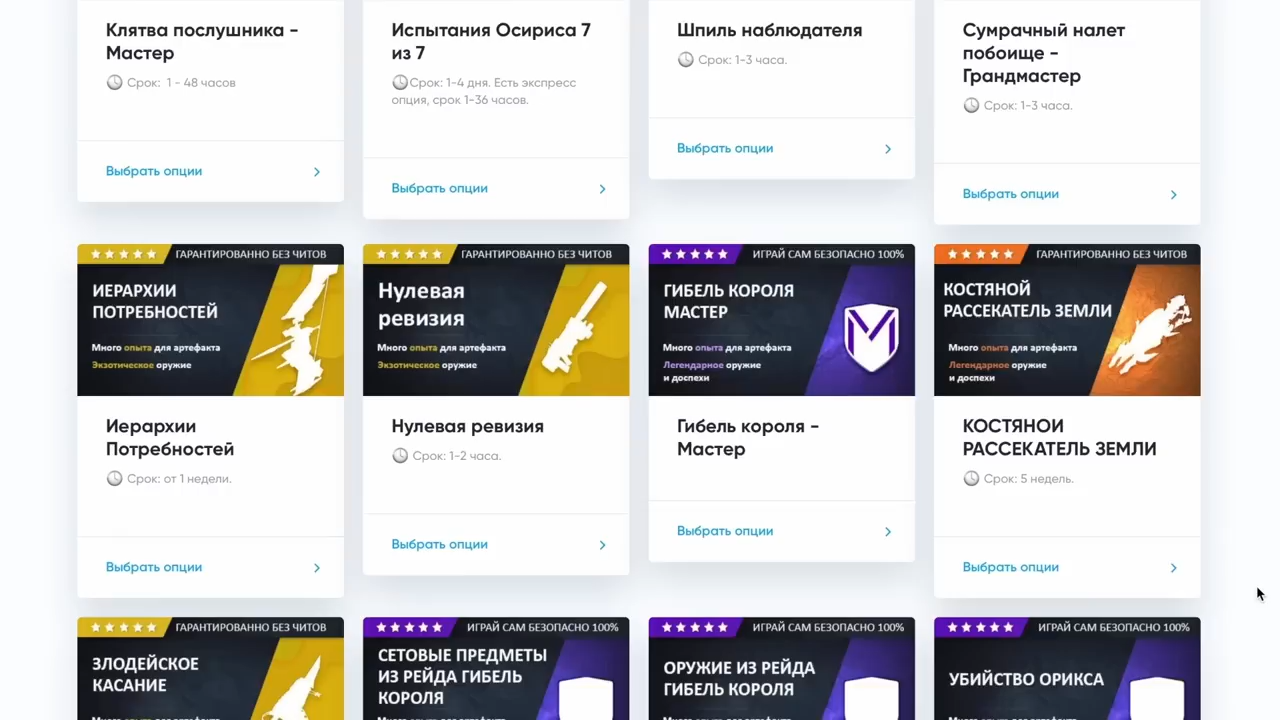 Клятва послушника -
Мастер
Срок: 1 - 48 часов
Выбрать опции
Испытания Осириса 7
из 7
Срок: 1-4 дня. Есть экспресс
опция, срок 1-36 часов.
Выбрать опции
Шпиль наблюдателя
Срок: 1-3 часа.
Выбрать опции
Сумрачный налет
побоище -
Грандмастер
Срок: 1-3 часа.
Выбрать опции
ГАРАНТИРОВАННО БЕЗ ЧИТОВ
ИЕРАРХИИ
ПОТРЕБНОСТЕЙ
Много опыта для артефакта
Экзотическое оружие
Иерархии
Потребностей
Срок: от 1 недели.
Выбрать опции
ГАРАНТИРОВАННО БЕЗ ЧИТОВ
Нулевая
ревизия
Много опыта для артефакта
Экзотическое оружие
Нулевая ревизия
Срок: 1-2 часа.
Выбрать опции
ИГРАЙ САМ БЕЗОПАСНО 100%
ГИБЕЛЬ КОРОЛЯ
МАСТЕР
Много опыта для артефакта
Легендарное оружие
и доспехи
Гибель короля -
Мастер
Выбрать опции
ГАРАНТИРОВАННО БЕЗ ЧИТОВ
КОСТЯНОЙ
РАССЕКАТЕЛЬ ЗЕМЛИ
Много опыта для артефакта
Легендарное оружие
и доспехи
КОСТЯНОЙ
РАССЕКАТЕЛЬ ЗЕМЛИ
Срок: 5 недель.
Выбрать опции
ГАРАНТИРОВАННО БЕЗ ЧИТОВ
ЗЛОДЕЙСКОЕ
КАСАНИЕ
ИГРАЙ САМ БЕЗОПАСНО 100%
СЕТОВЫЕ ПРЕДМЕТЫ
ИЗ РЕЙДА ГИБЕЛЬ
КОРОЛЯ
ИГРАЙ САМ БЕЗОПАСНО 100%
ОРУЖИЕ ИЗ РЕЙДА
ГИБЕЛЬ КОРОЛЯ
ИГРАЙ САМ БЕЗОПАСНО 100%
УБИЙСТВО ОРИКСА